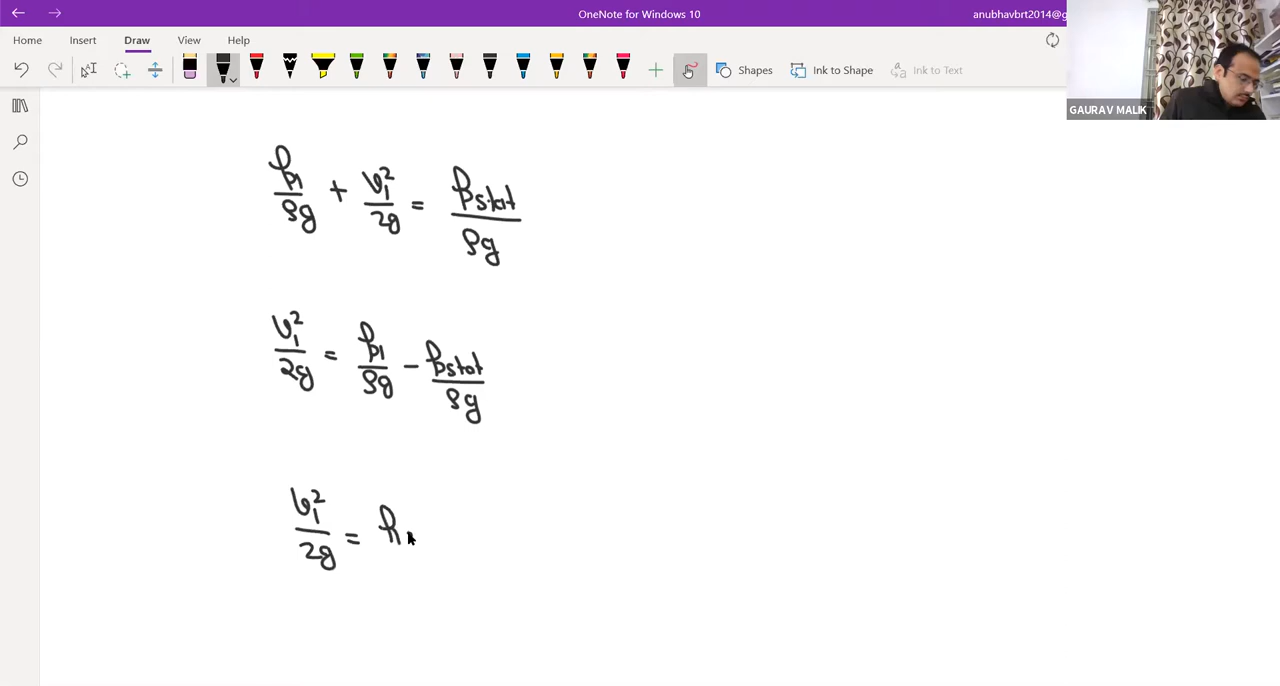 OneNote for Windows 10
anubhavbrt2014@g
Home Insert Draw View Help
Shapes Ink to Shape Ink to Text
GAURAV MALIK
p1/ρg + v₁²/2g = pstat/ρg
v₁²/2g = p1/ρg − pstat/ρg
v₁²/2g = h